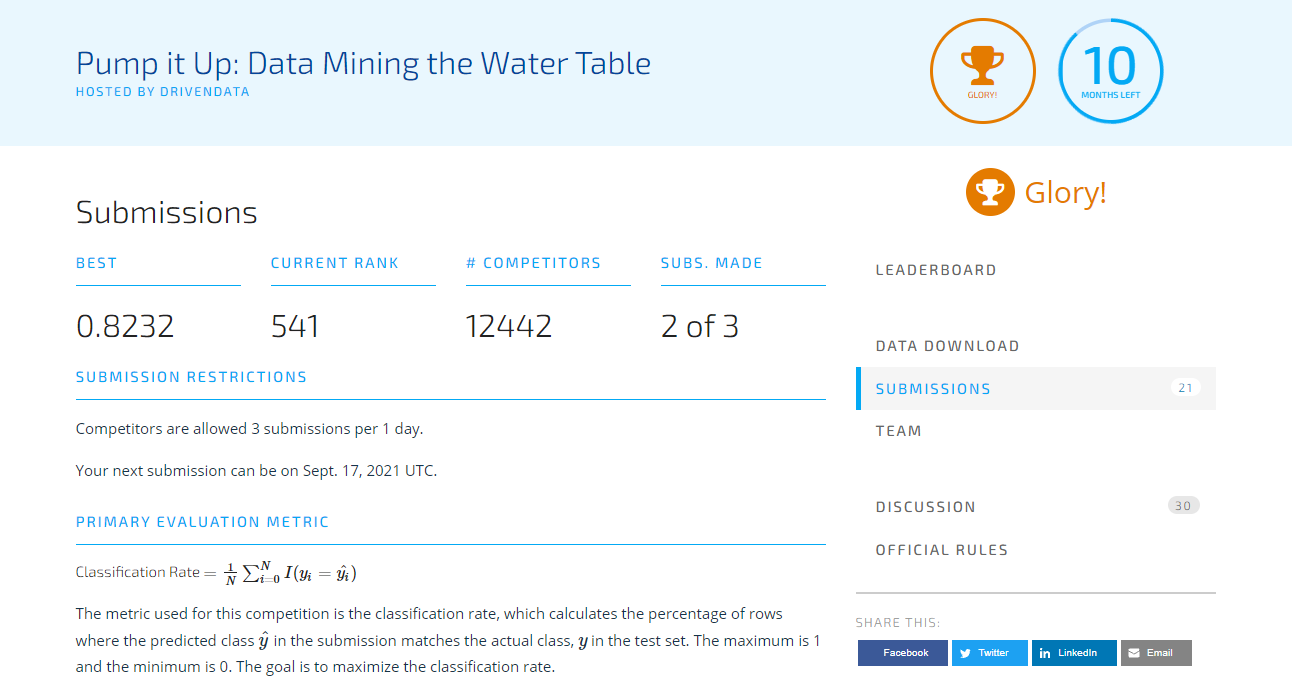 Pump it Up: Data Mining the Water Table
HOSTED BY DRIVENDATA
GLORY!
10
MONTHS LEFT
Glory!
Submissions
BEST
CURRENT RANK
# COMPETITORS
SUBS. MADE
0.8232
541
12442
2 of 3
SUBMISSION RESTRICTIONS
Competitors are allowed 3 submissions per 1 day.
Your next submission can be on Sept. 17, 2021 UTC.
PRIMARY EVALUATION METRIC
Classification Rate = 1/N ∑_{i=0}^{N} I(y_i = ŷ_i)
The metric used for this competition is the classification rate, which calculates the percentage of rows
where the predicted class ŷ in the submission matches the actual class, y in the test set. The maximum is 1
and the minimum is 0. The goal is to maximize the classification rate.
LEADERBOARD
DATA DOWNLOAD
SUBMISSIONS 21
TEAM
DISCUSSION 30
OFFICIAL RULES
SHARE THIS:
Facebook
Twitter
in LinkedIn
Email